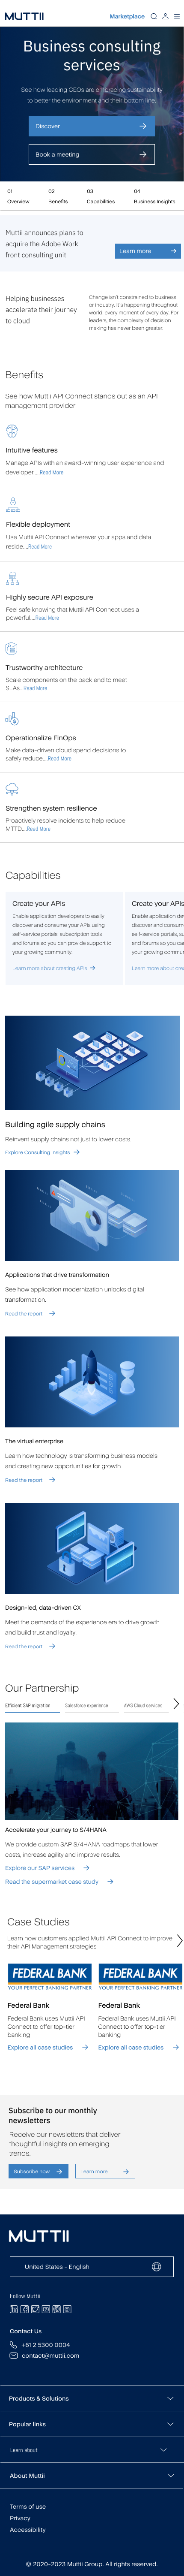 MUTTII
Marketplace
Business consulting
services
See how leading CEOs are embracing sustainability
to better the environment and their bottom line.
Discover
Book a meeting
01
02
03
04
Overview
Benefits
Capabilities
Business Insights
Muttii announces plans to
acquire the Adobe Work
front consulting unit
Learn more
Helping businesses
accelerate their journey
to cloud
Change isn't constrained to business
or industry. It's happening throughout
world, every moment of every day. For
leaders, the complexity of decision
making has never been greater.
Benefits
See how Muttii API Connect stands out as an API
management provider
Intuitive features
Manage APIs with an award-winning user experience and
developer.....Read More
Flexible deployment
Use Muttii API Connect wherever your apps and data
reside....Read More
Highly secure API exposure
Feel safe knowing that Muttii API Connect uses a
powerful....Read More
Trustworthy architecture
Scale components on the back end to meet
SLAs...Read More
Operationalize FinOps
Make data-driven cloud spend decisions to
safely reduce....Read More
Strengthen system resilience
Proactively resolve incidents to help reduce
MTTD....Read More
Capabilities
Create your APIs
Enable application developers to easily
discover and consume your APIs using
self-service portals, subscription tools
and forums so you can provide support to
your growing community.
Learn more about creating APIs
Create your APIs
Enable application de
discover and consum
self-service portals, su
and forums so you can
your growing communit
Learn more about crea
Building agile supply chains
Reinvent supply chains not just to lower costs.
Explore Consulting Insights
Applications that drive transformation
See how application modernization unlocks digital
transformation.
Read the report
The virtual enterprise
Learn how technology is transforming business models
and creating new opportunities for growth.
Read the report
Design-led, data-driven CX
Meet the demands of the experience era to drive growth
and build trust and loyalty.
Read the report
Our Partnership
Efficient SAP migration
Salesforce experience
AWS Cloud services
Accelerate your journey to S/4HANA
We provide custom SAP S/4HANA roadmaps that lower
costs, increase agility and improve results.
Explore our SAP services
Read the supermarket case study
Case Studies
Learn how customers applied Muttii API Connect to improve
their API Management strategies
FEDERAL BANK
YOUR PERFECT BANKING PARTNER
Federal Bank
Federal Bank uses Muttii API
Connect to offer top-tier
banking
Explore all case studies
FEDERAL BANK
YOUR PERFECT BANKING PARTNER
Federal Bank
Federal Bank uses Muttii API
Connect to offer top-tier
banking
Explore all case studies
Subscribe to our monthly
newsletters
Receive our newsletters that deliver
thoughtful insights on emerging
trends.
Subscribe now
Learn more
MUTTII
United States - English
Follow Muttii
Contact Us
+61 2 5300 0004
contact@muttii.com
Products & Solutions
Popular links
Learn about
About Muttii
Terms of use
Privacy
Accessibility
© 2020-2023 Muttii Group. All rights reserved.